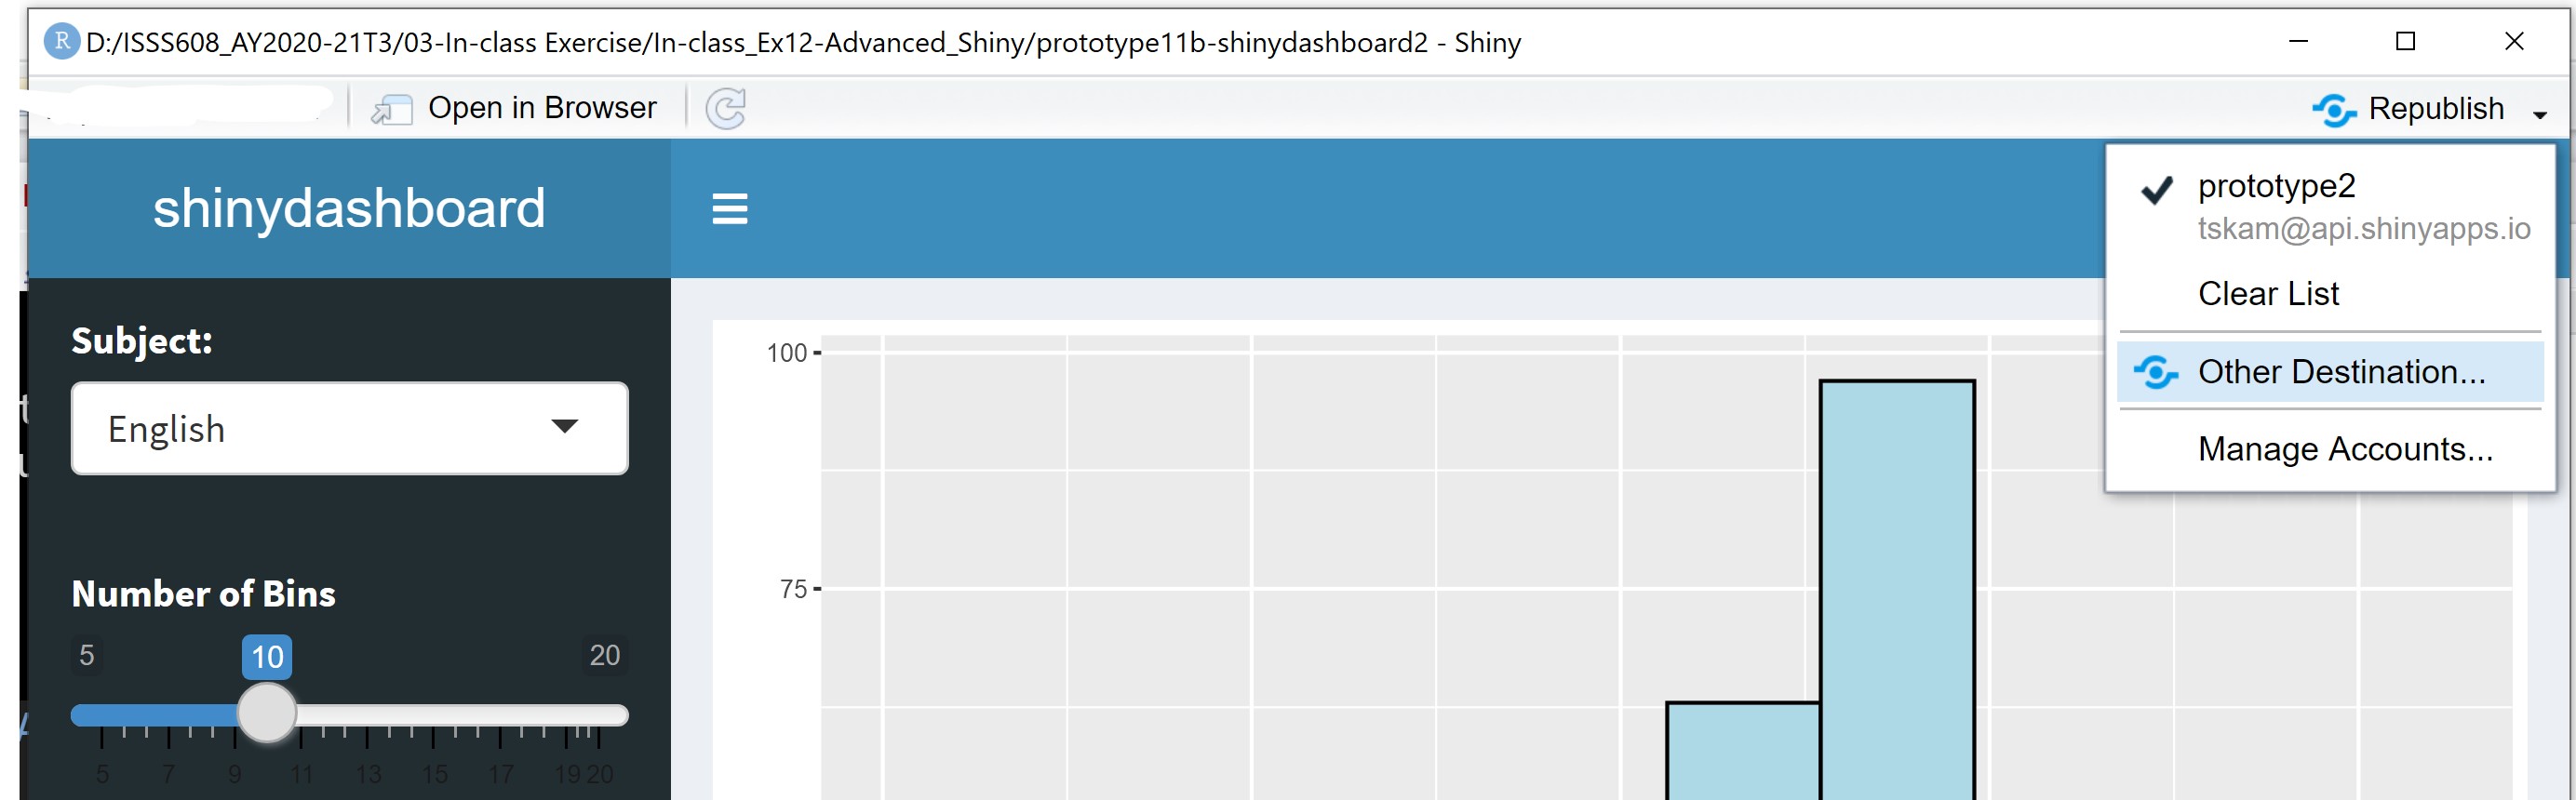 R D:/ISSS608_AY2020-21T3/03-In-class Exercise/In-class_Ex12-Advanced_Shiny/prototype11b-shinydashboard2 - Shiny
Open in Browser
Republish
shinydashboard
prototype2
tskam@api.shinyapps.io
Clear List
Other Destination...
Manage Accounts...
Subject:
English
Number of Bins
5 10 20
5 7 9 11 13 15 17 19 20
100
75